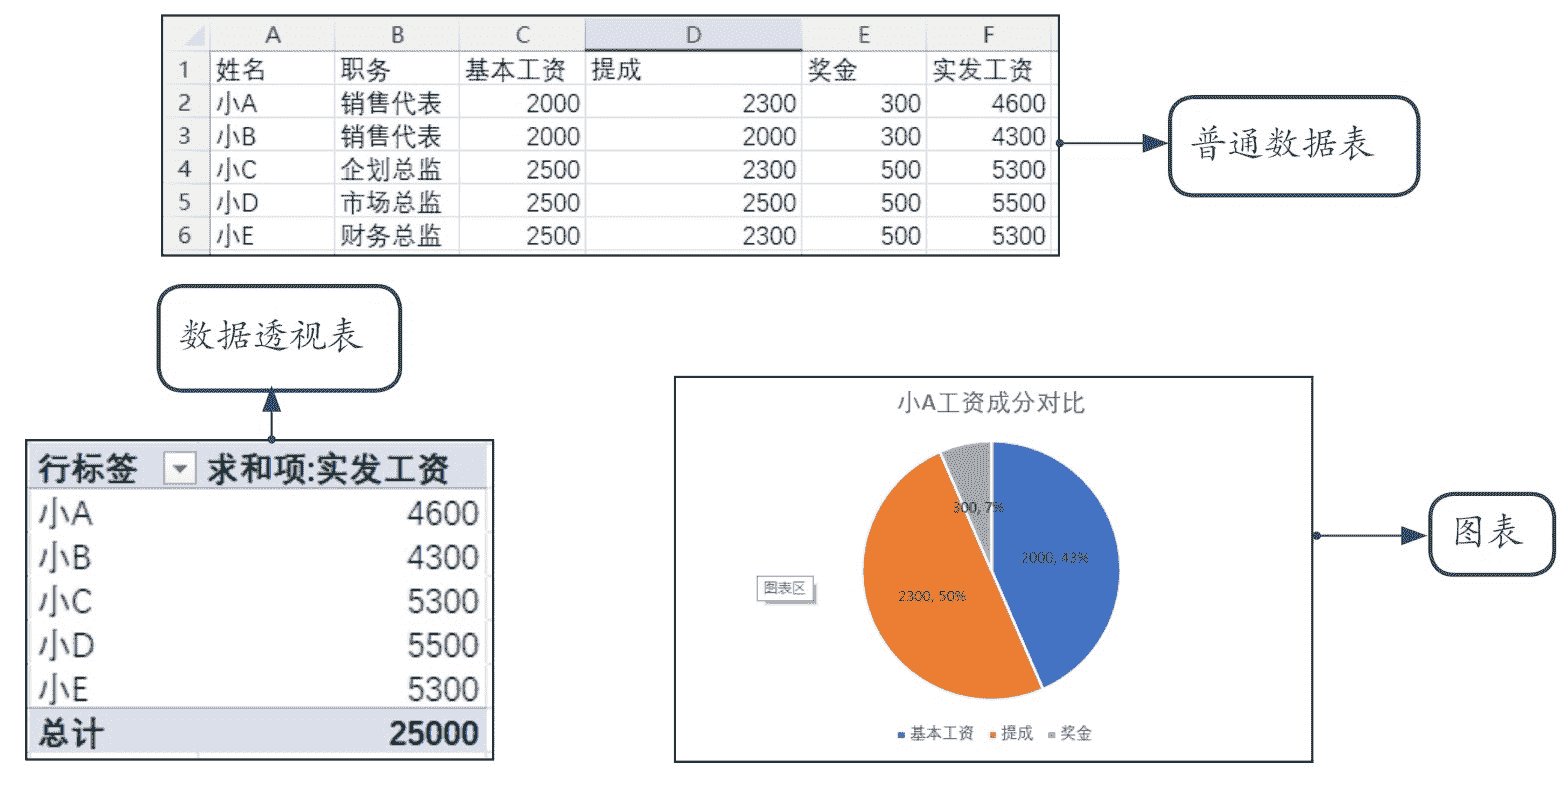 A B C D E F
1 姓名 职务 基本工资 提成 奖金 实发工资
2 小A 销售代表 2000 2300 300 4600
3 小B 销售代表 2000 2000 300 4300
4 小C 企划总监 2500 2300 500 5300
5 小D 市场总监 2500 2500 500 5500
6 小E 财务总监 2500 2300 500 5300
普通数据表
数据透视表
行标签 求和项:实发工资
小A 4600
小B 4300
小C 5300
小D 5500
小E 5300
总计 25000
小A工资成分对比
300, 7%
2000, 43%
2300, 50%
图表区
基本工资 提成 奖金
图表